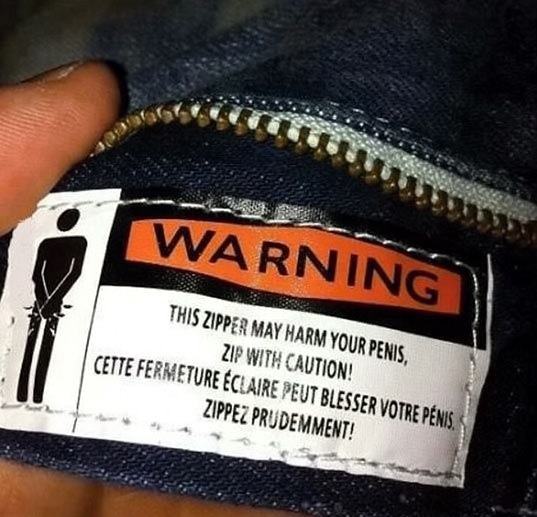 WARNING
THIS ZIPPER MAY HARM YOUR PENIS,
ZIP WITH CAUTION!
CETTE FERMETURE ÉCLAIRE PEUT BLESSER VOTRE PÉNIS.
ZIPPEZ PRUDEMMENT!